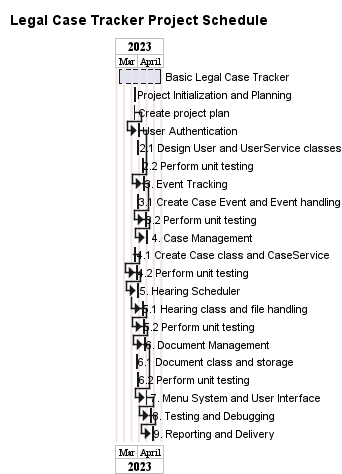 Legal Case Tracker Project Schedule
2023
Mar April
Basic Legal Case Tracker
Project Initialization and Planning
Create project plan
User Authentication
2.1 Design User and UserService classes
2.2 Perform unit testing
3. Event Tracking
3.1 Create Case Event and Event handling
3.2 Perform unit testing
4. Case Management
4.1 Create Case class and CaseService
4.2 Perform unit testing
5. Hearing Scheduler
5.1 Hearing class and file handling
5.2 Perform unit testing
6. Document Management
6.1 Document class and storage
6.2 Perform unit testing
7. Menu System and User Interface
8. Testing and Debugging
9. Reporting and Delivery
Mar April
2023